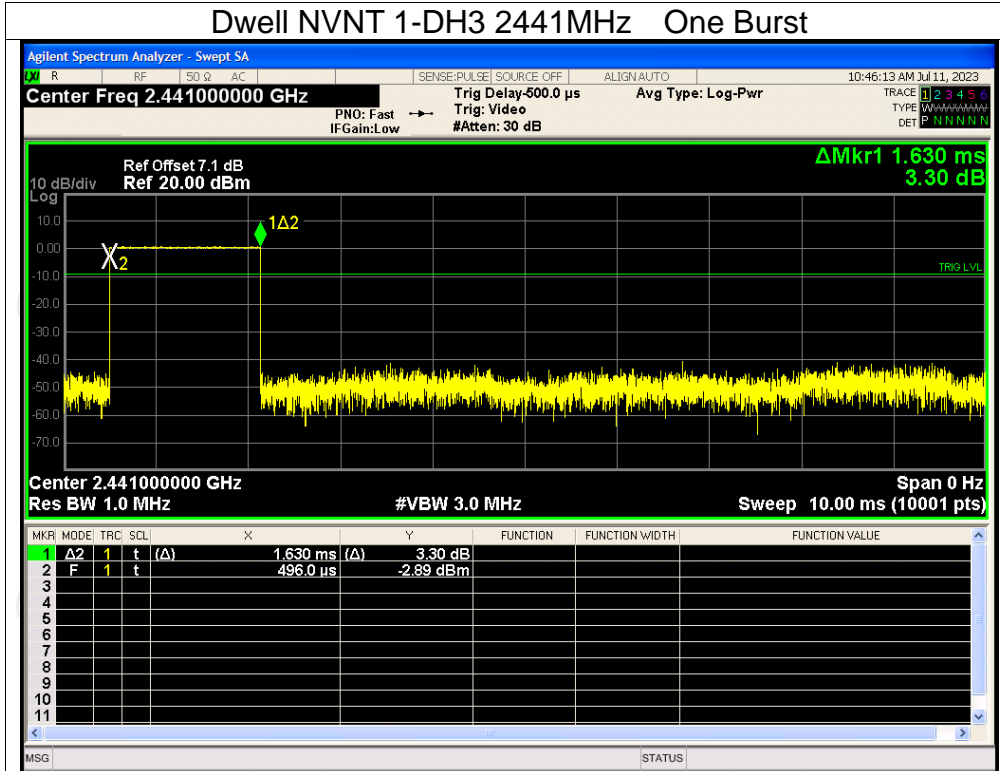 Dwell NVNT 1-DH3 2441MHz One Burst
Agilent Spectrum Analyzer - Swept SA
LXI R RF 50 Ω AC SENSE:PULSE SOURCE OFF ALIGN AUTO 10:46:13 AM Jul 11, 2023
Center Freq 2.441000000 GHz Trig Delay-500.0 µs Avg Type: Log-Pwr TRACE 1 2 3 4 5 6
PNO: Fast Trig: Video TYPE WWWWWW
IFGain:Low #Atten: 30 dB DET P N N N N N
ΔMkr1 1.630 ms
Ref Offset 7.1 dB
10 dB/div Ref 20.00 dBm 3.30 dB
Log
10.0
1Δ2
0.00
X2
-10.0
TRIG LVL
-20.0
-30.0
-40.0
-50.0
-60.0
-70.0
Center 2.441000000 GHz Span 0 Hz
Res BW 1.0 MHz #VBW 3.0 MHz Sweep 10.00 ms (10001 pts)
MKR MODE TRC SCL X Y FUNCTION FUNCTION WIDTH FUNCTION VALUE
1 Δ2 1 t (Δ) 1.630 ms (Δ) 3.30 dB
2 F 1 t 496.0 µs -2.89 dBm
3
4
5
6
7
8
9
10
11
MSG STATUS